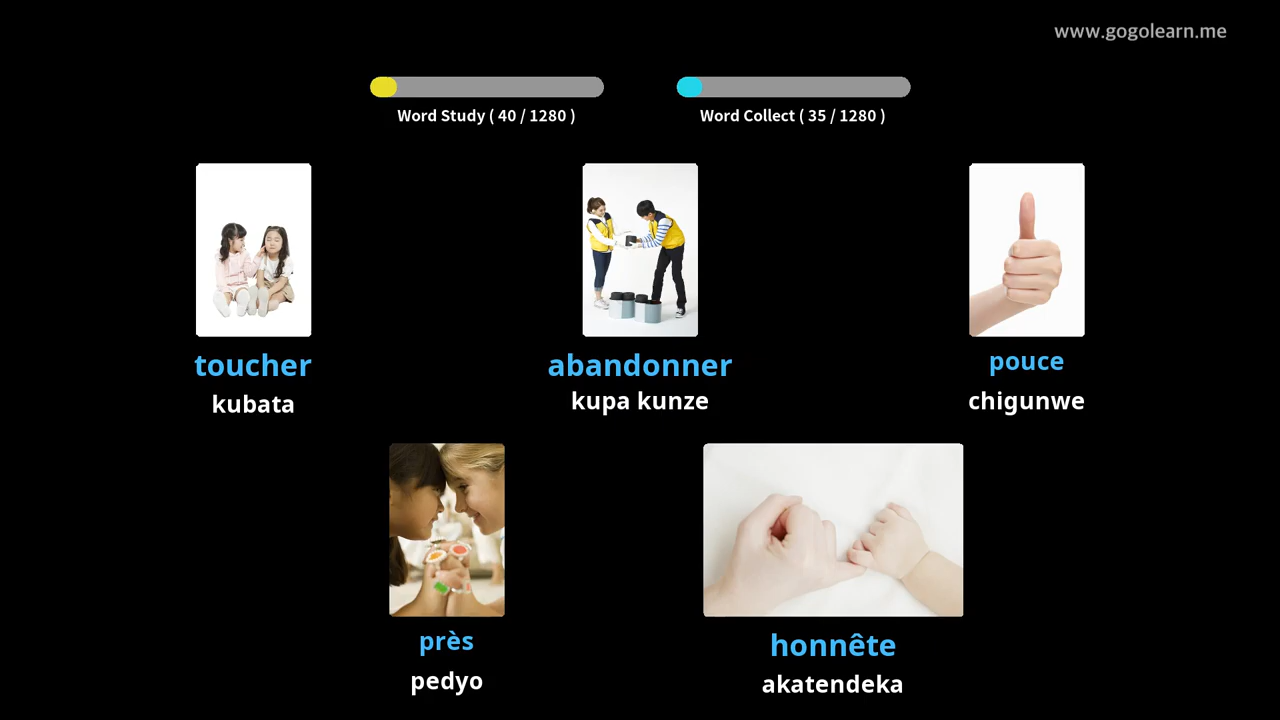 www.gogolearn.me
Word Study ( 40 / 1280 )
Word Collect ( 35 / 1280 )
toucher
kubata
abandonner
kupa kunze
pouce
chigunwe
près
pedyo
honnête
akatendeka